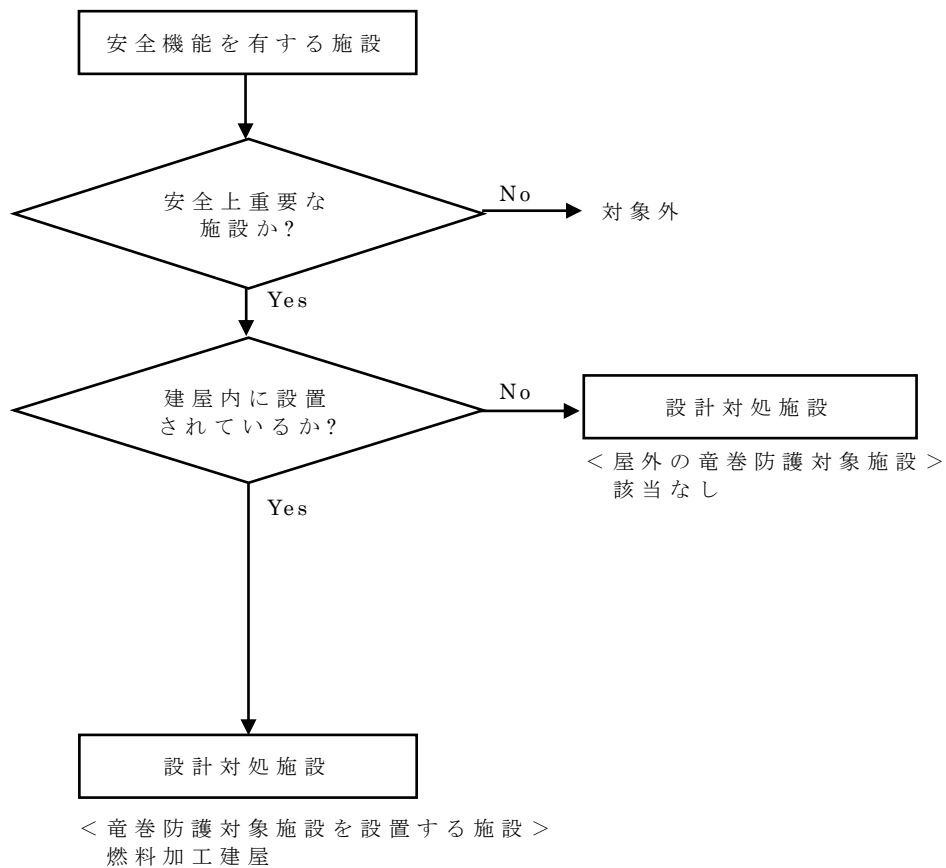 安全機能を有する施設
安全上重要な
施設か?
No
対象外
Yes
建屋内に設置
されているか?
No
設計対処施設
＜屋外の竜巻防護対象施設＞
該当なし
Yes
設計対処施設
＜竜巻防護対象施設を設置する施設＞
燃料加工建屋